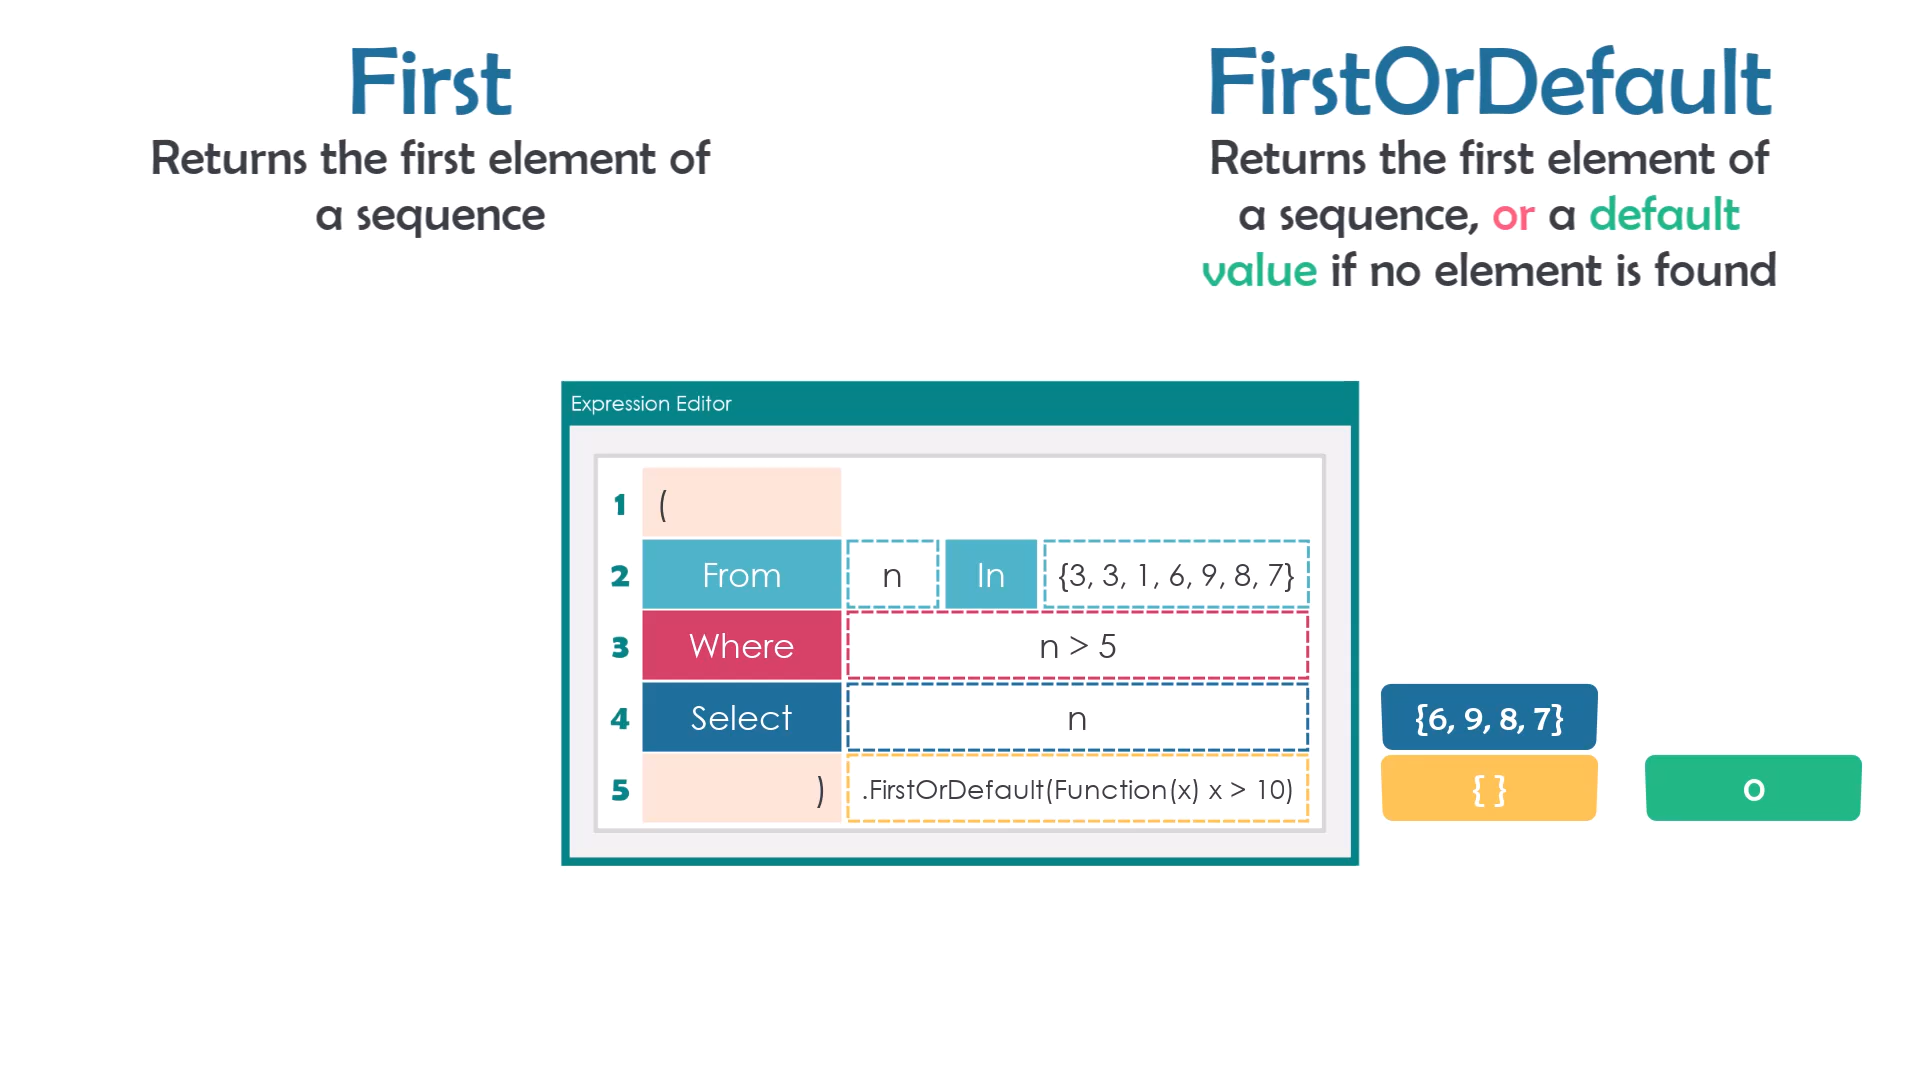 First
Returns the first element of
a sequence
FirstOrDefault
Returns the first element of
a sequence, or a default
value if no element is found
Expression Editor
1 (
2 From n In {3, 3, 1, 6, 9, 8, 7}
3 Where n > 5
4 Select n {6, 9, 8, 7}
5 ) .FirstOrDefault(Function(x) x > 10) { } 0